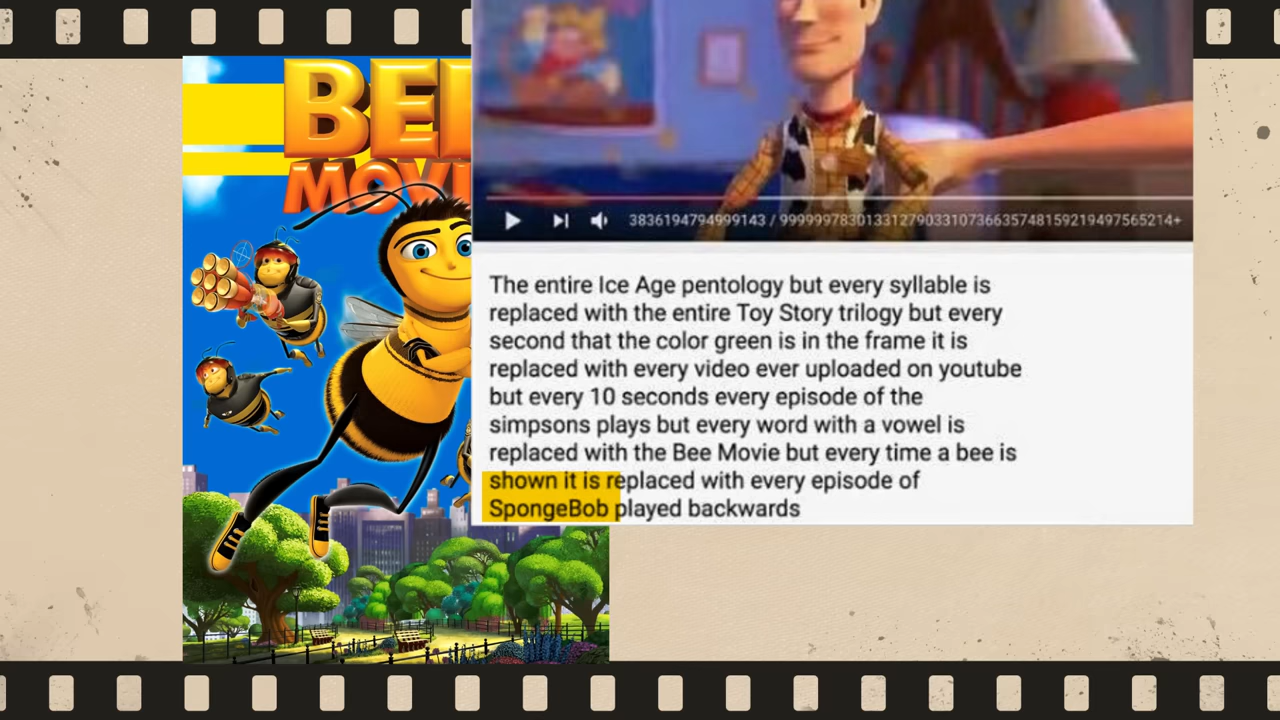 BEE
MOVI
3836194794999143 / 9999997830133127903310736635748159219497565214+
The entire Ice Age pentology but every syllable is
replaced with the entire Toy Story trilogy but every
second that the color green is in the frame it is
replaced with every video ever uploaded on youtube
but every 10 seconds every episode of the
simpsons plays but every word with a vowel is
replaced with the Bee Movie but every time a bee is
shown it is replaced with every episode of
SpongeBob played backwards